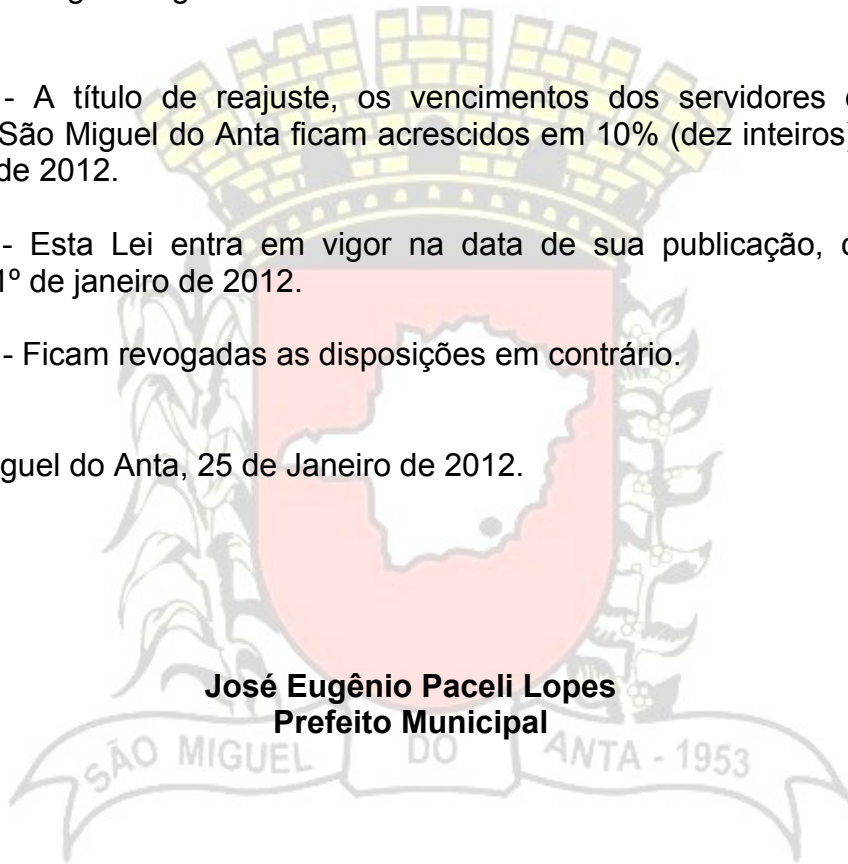 - A título de reajuste, os vencimentos dos servidores
São Miguel do Anta ficam acrescidos em 10% (dez inteiros)
de 2012.
- Esta Lei entra em vigor na data de sua publicação,
1º de janeiro de 2012.
- Ficam revogadas as disposições em contrário.
guel do Anta, 25 de Janeiro de 2012.
José Eugênio Paceli Lopes
Prefeito Municipal
SÃO MIGUEL DO ANTA - 1953